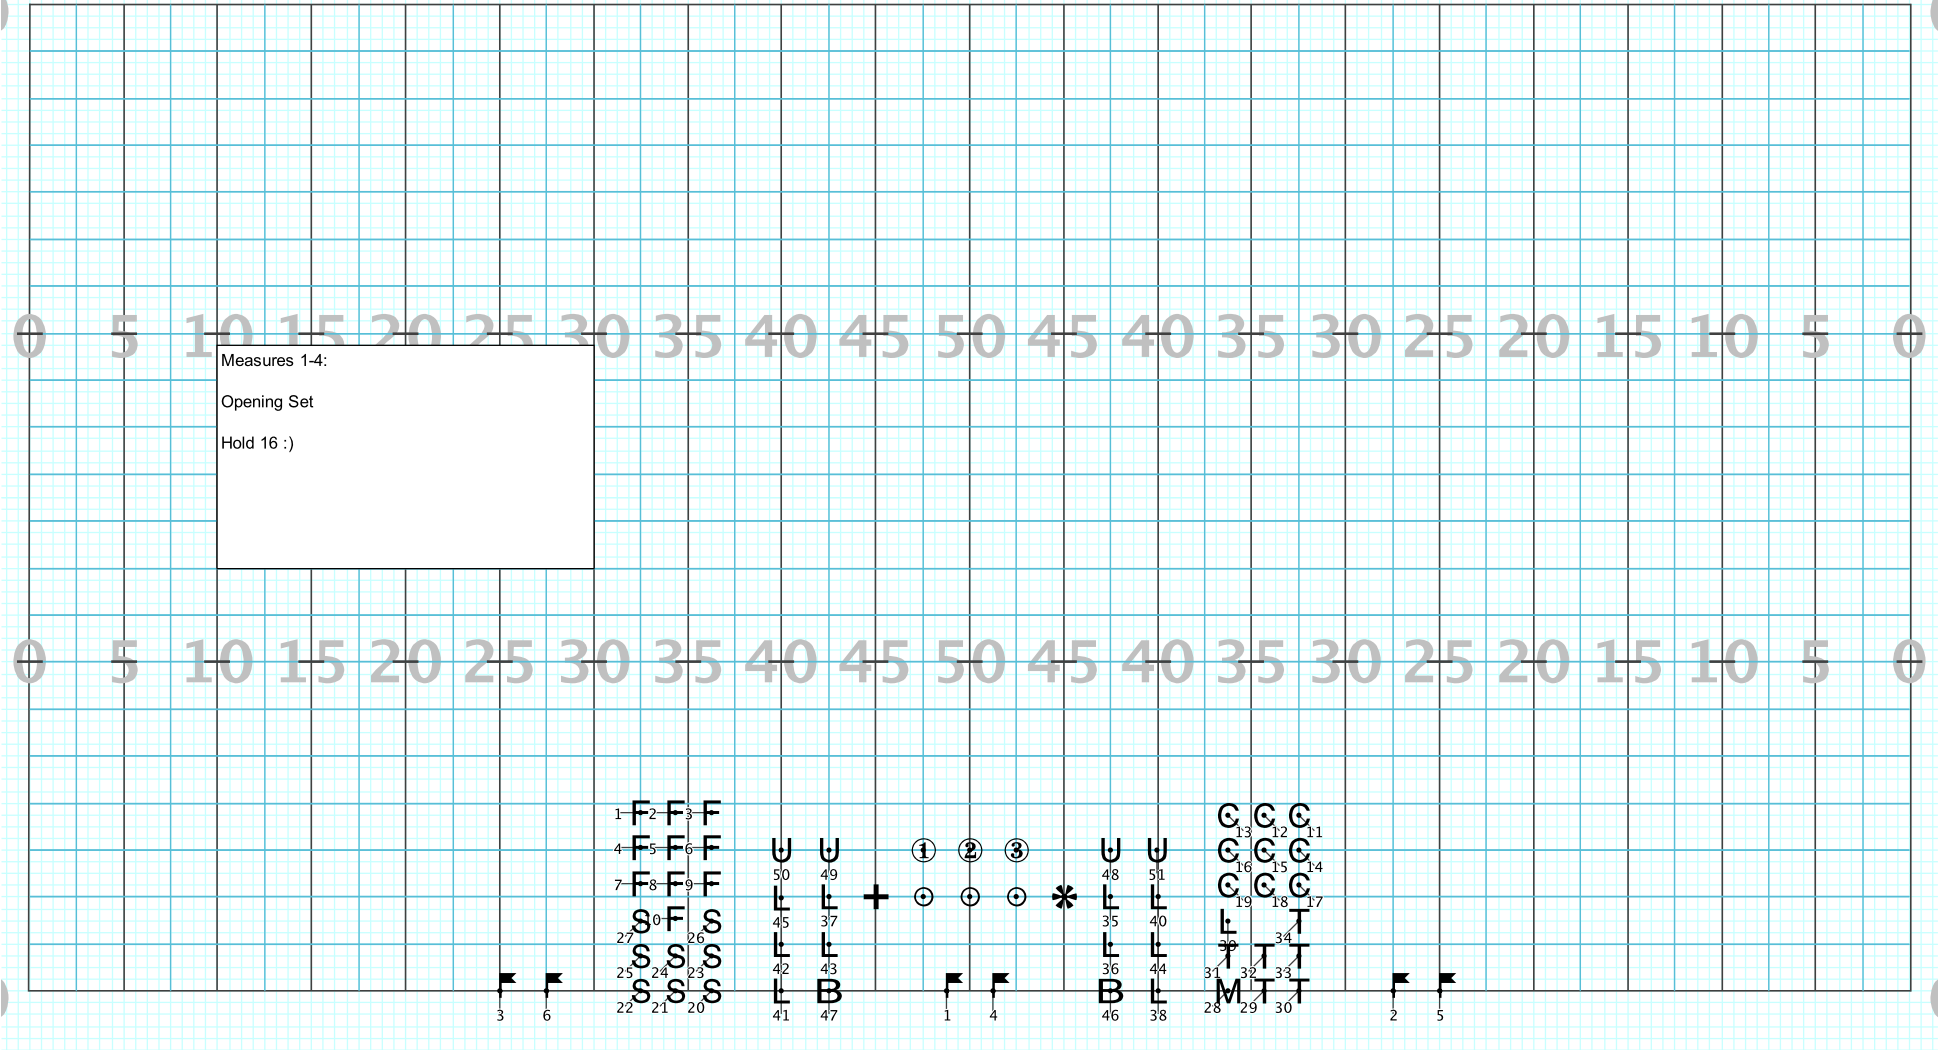 0 5 10 15 20 25 30 35 40 45 50 45 40 35 30 25 20 15 10 5 0
Measures 1-4:
Opening Set
Hold 16 :)
0 5 10 15 20 25 30 35 40 45 50 45 40 35 30 25 20 15 10 5 0
1 F 2 F 3 F C 13 C 12 C 11
4 F 5 F 6 F U 50 U 49 ① ② ③ U 48 U 51 C 16 C 15 C 14
7 F 8 F 9 F L 45 L 37 L 35 L 40 C 19 C 18 C 17
S 27 10 F S 26 L 39 T 34
S 25 S 24 S 23 L 42 L 43 L 36 L 44 T 31 T 32 T 33
3 6 S 22 S 21 S 20 L 41 B 47 1 4 B 46 L 38 M 28 T 29 T 30 2 5